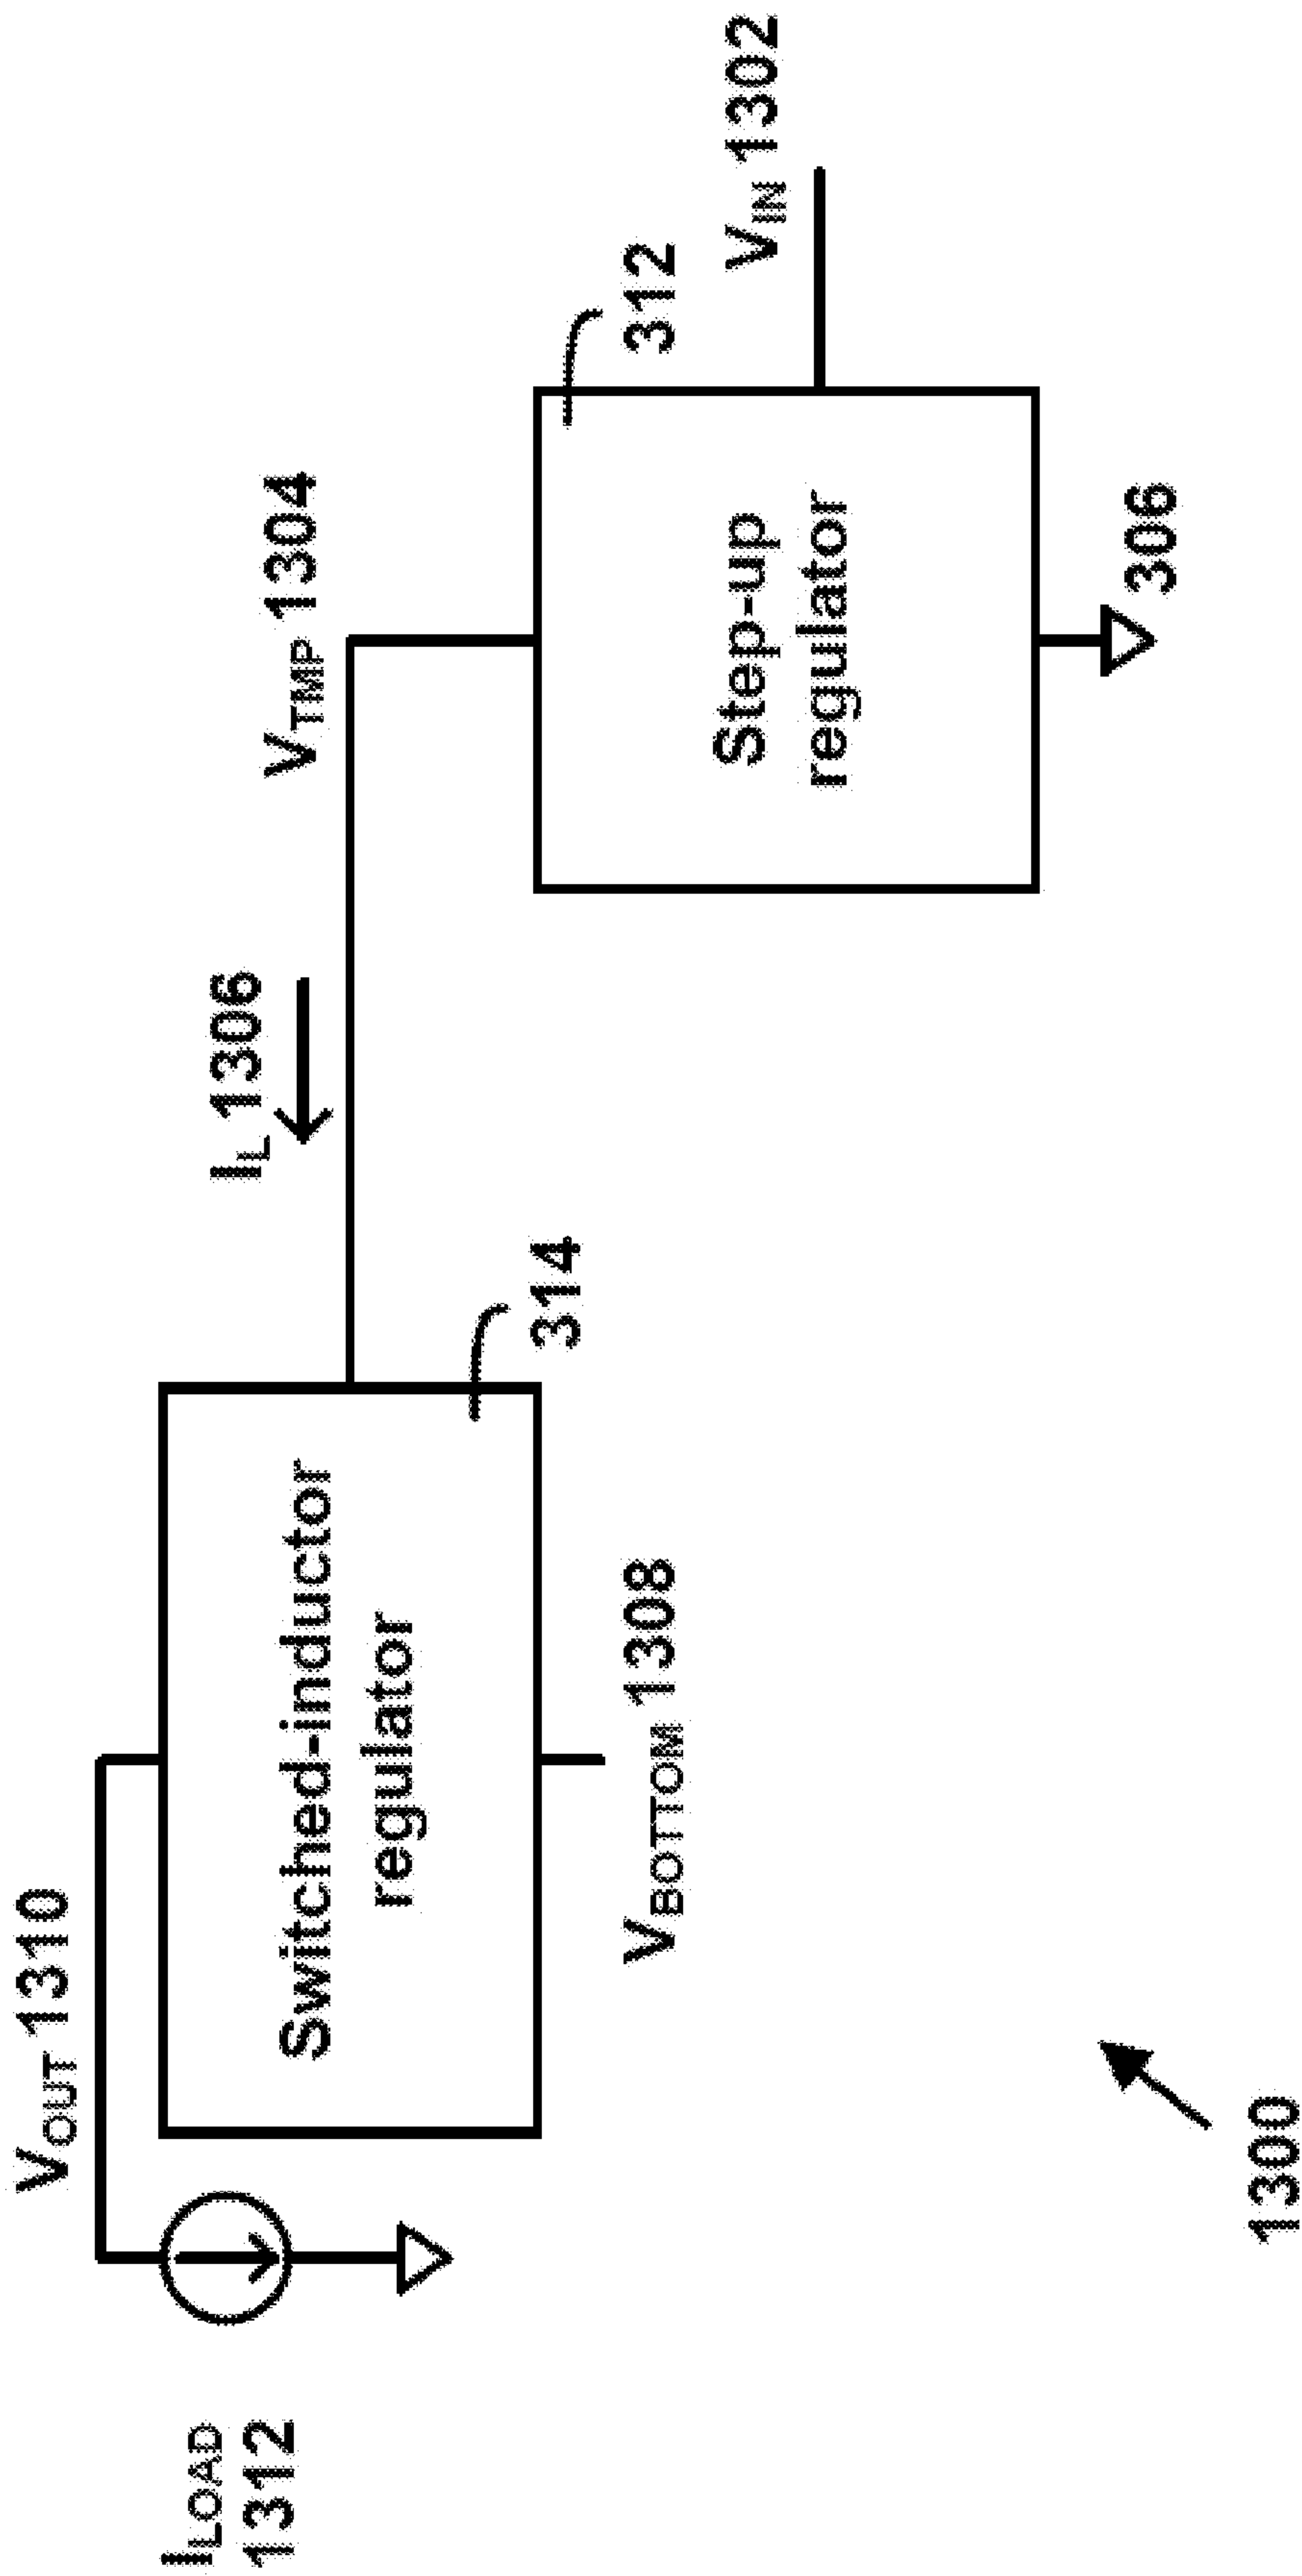 I_LOAD
1312
V_OUT 1310
Switched-inductor
regulator
314
V_BOTTOM 1308
I_L 1306
V_TMP 1304
Step-up
regulator
312
V_IN 1302
306
1300